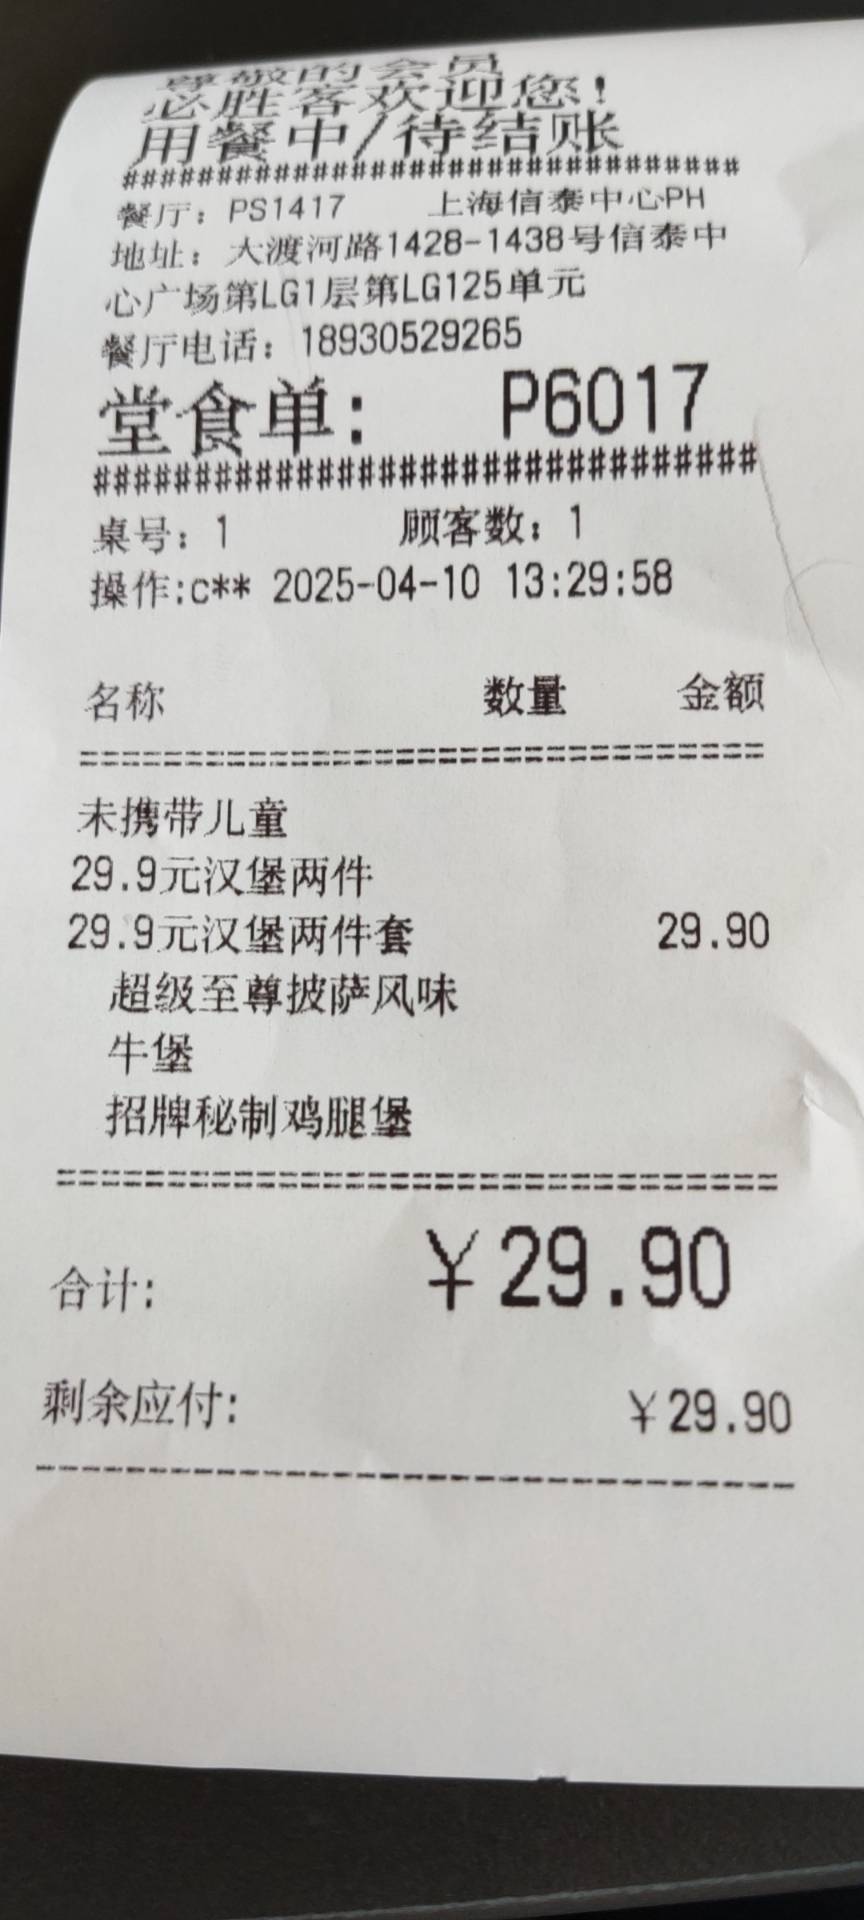 尊敬的会员
必胜客欢迎您!
用餐中/待结账
#################################
餐厅: PS1417 上海信泰中心PH
地址: 大渡河路1428-1438号信泰中
心广场第LG1层第LG125单元
餐厅电话: 18930529265
堂食单: P6017
#################################
桌号: 1 顾客数: 1
操作:c** 2025-04-10 13:29:58
名称 数量 金额
=================================
未携带儿童
29.9元汉堡两件
29.9元汉堡两件套 29.90
超级至尊披萨风味
牛堡
招牌秘制鸡腿堡
=================================
合计: ¥29.90
剩余应付: ¥29.90
---------------------------------